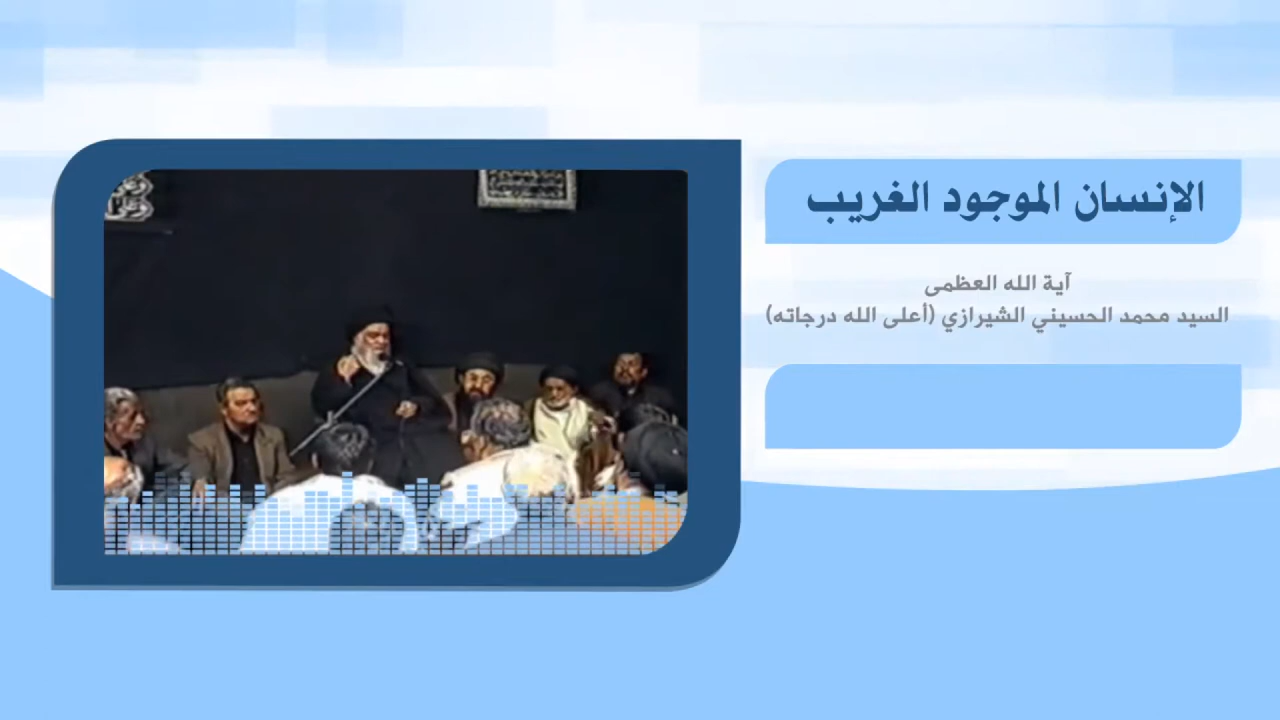 الإنسان الموجود الغريب
آية الله العظمى
السيد محمد الحسيني الشيرازي (أعلى الله درجاته)